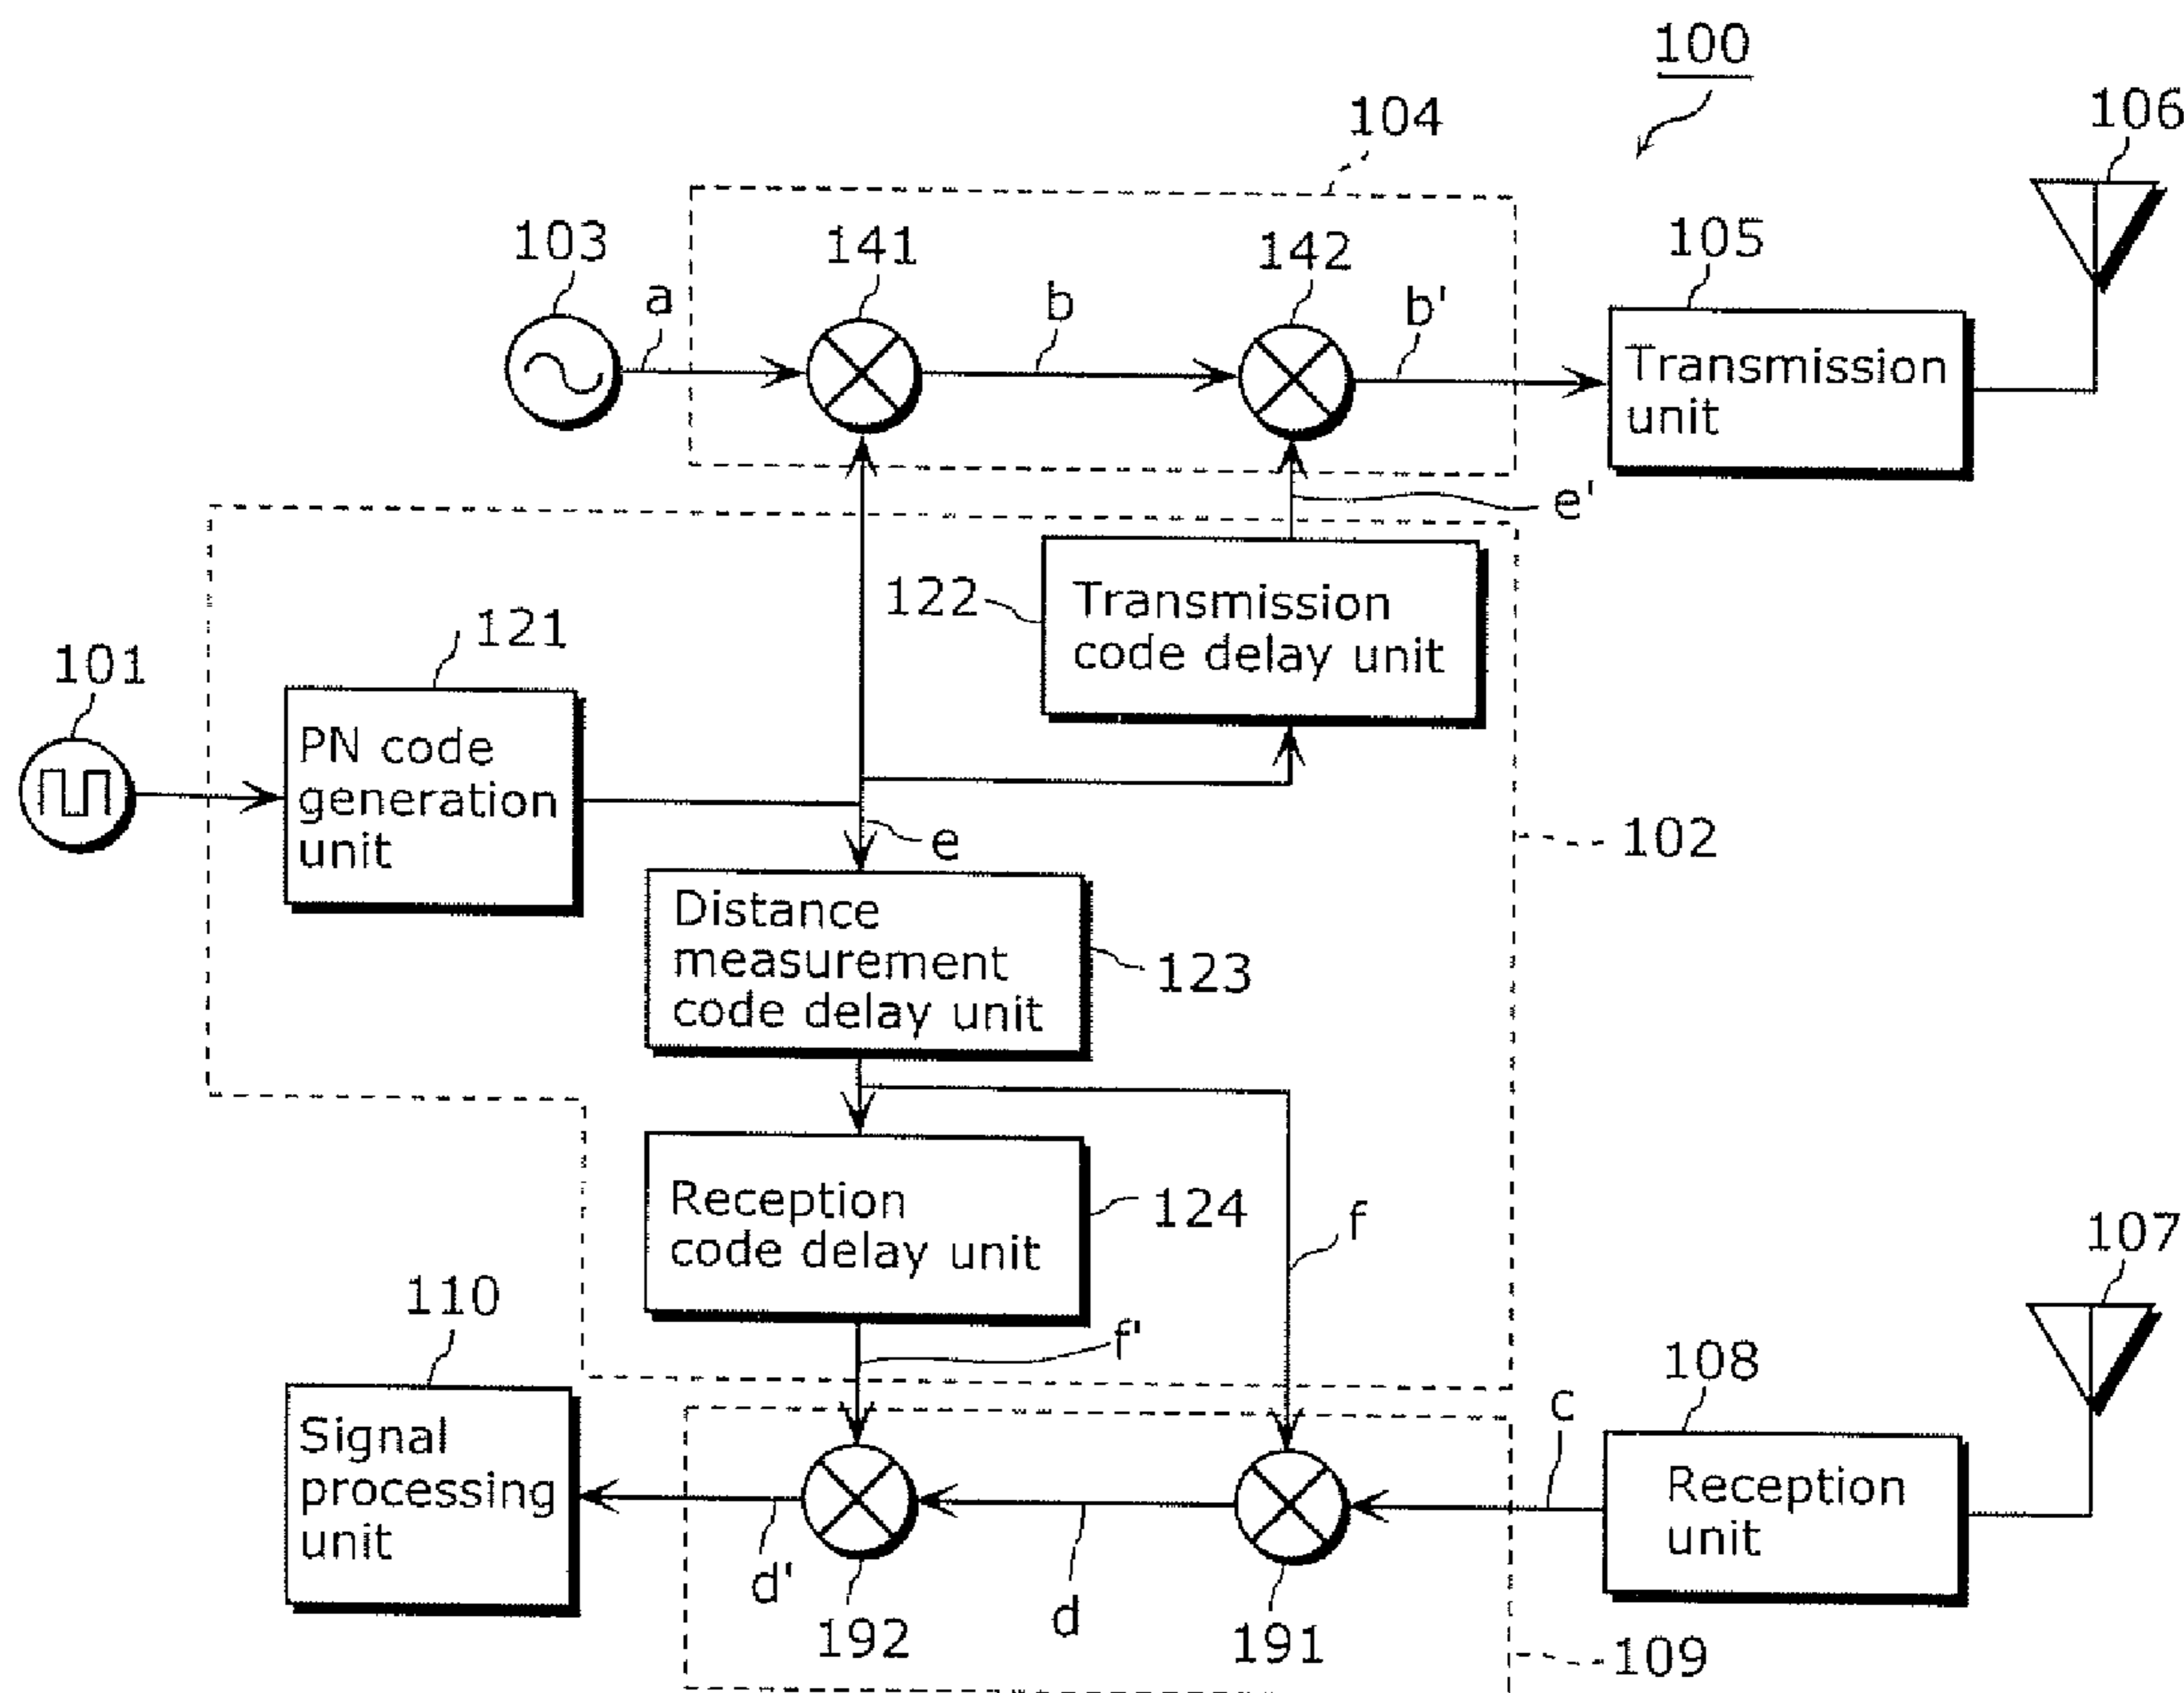 100
104
106
103
141
142
105
a
b
b'
Transmission
unit
e'
122
Transmission
code delay unit
121
101
PN code
generation
unit
e
102
Distance
measurement
code delay unit
123
Reception
code delay unit
124
f
107
110
f'
108
c
Signal
processing
unit
Reception
unit
d'
d
192
191
109